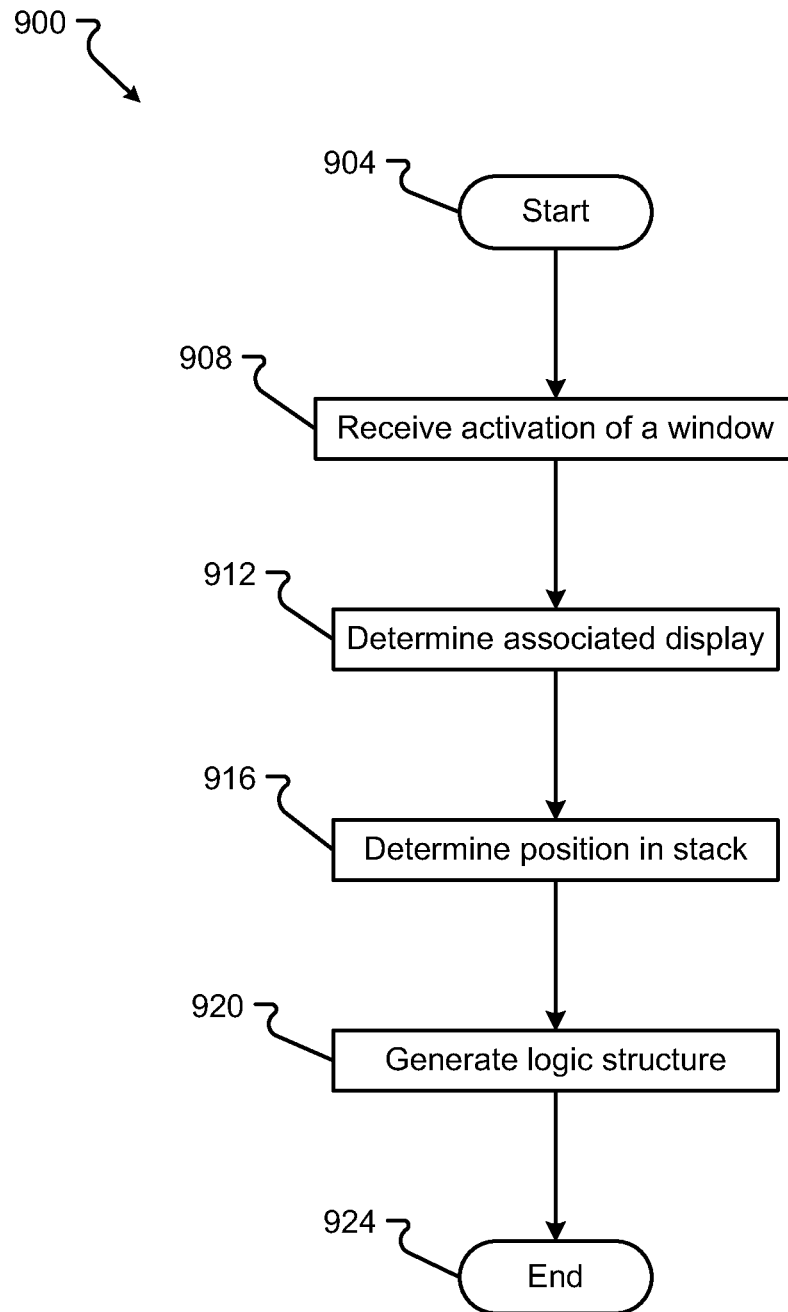 900
904
Start
908
Receive activation of a window
912
Determine associated display
916
Determine position in stack
920
Generate logic structure
924
End